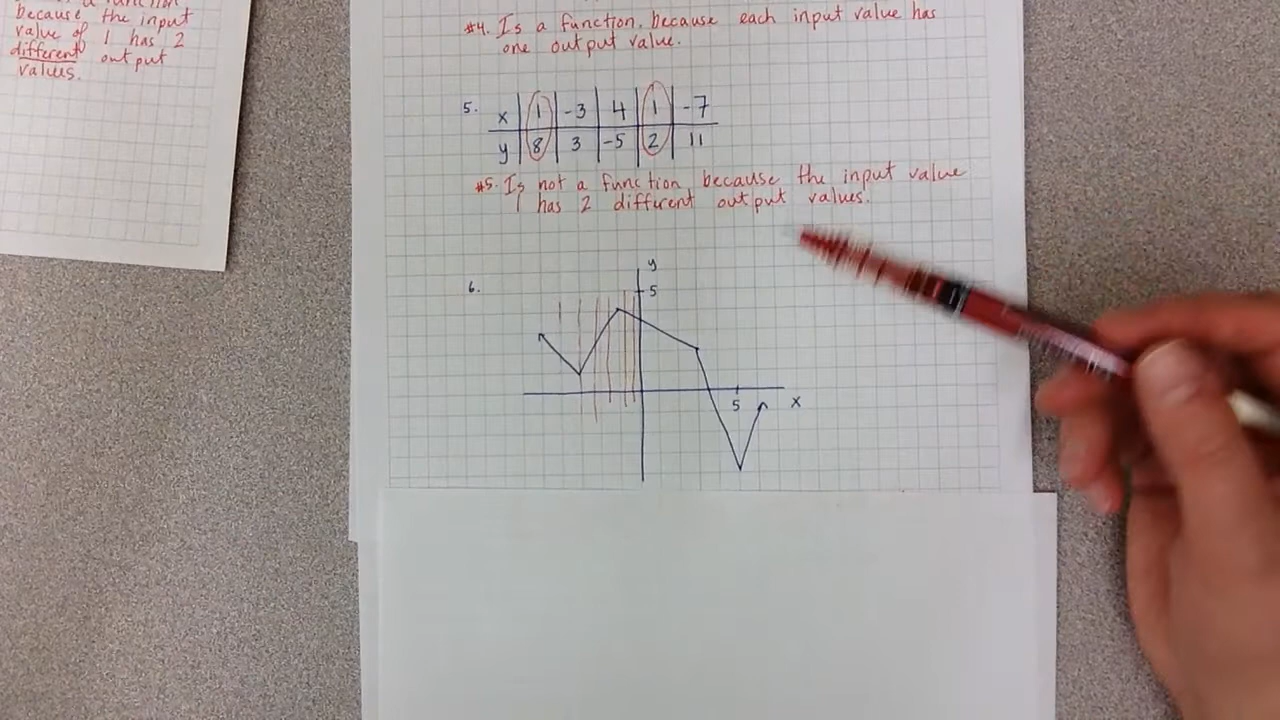 a function
because the input
value of 1 has 2
different output
values.
#4. Is a function, because each input value has
one output value.
5. x 1 -3 4 1 -7
y 8 3 -5 2 11
#5. Is not a function because the input value
1 has 2 different output values.
6. y
5
5 x